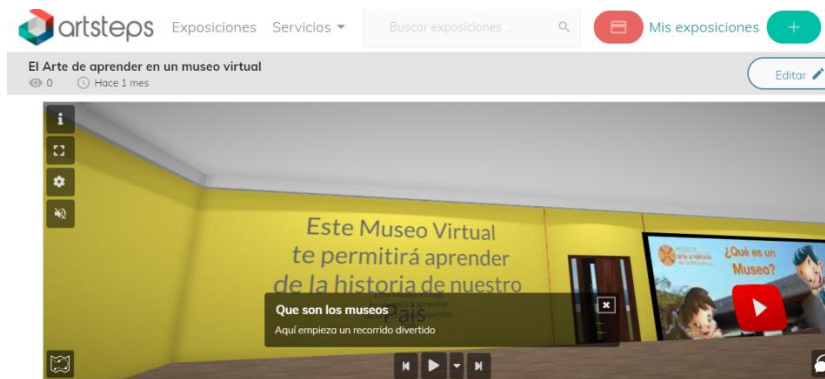 artsteps Exposiciones Servicios Buscar exposiciones ... Mis exposiciones +
El Arte de aprender en un museo virtual
0 Hace 1 mes
Editar
Este Museo Virtual
te permitirá aprender
de la historia de nuestro
País
Que son los museos
Aquí empieza un recorrido divertido
¿Qué es un
Museo?